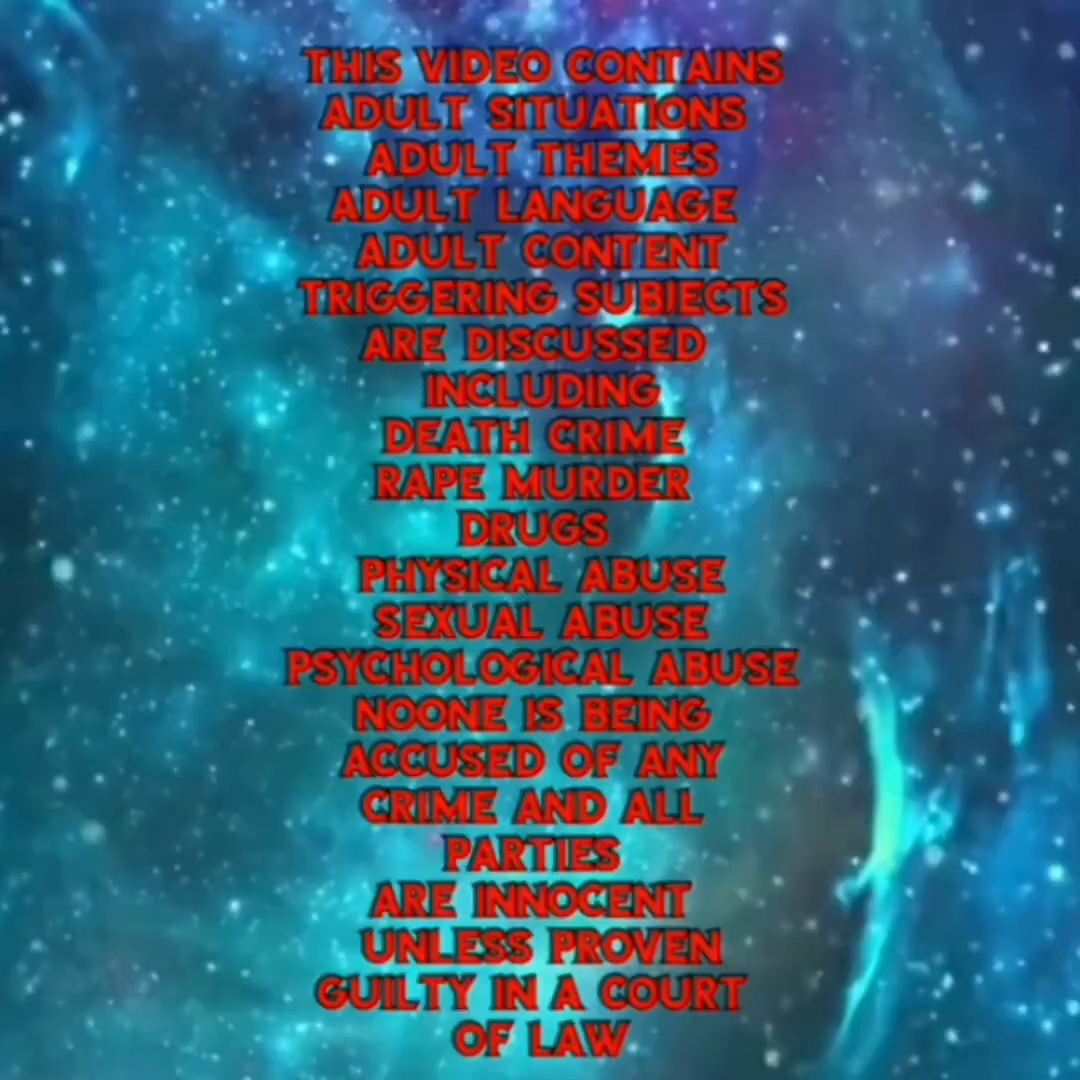 THIS VIDEO CONTAINS
ADULT SITUATIONS
ADULT THEMES
ADULT LANGUAGE
ADULT CONTENT
TRIGGERING SUBJECTS
ARE DISCUSSED
INCLUDING
DEATH CRIME
RAPE MURDER
DRUGS
PHYSICAL ABUSE
SEXUAL ABUSE
PSYCHOLOGICAL ABUSE
NOONE IS BEING
ACCUSED OF ANY
CRIME AND ALL
PARTIES
ARE INNOCENT
UNLESS PROVEN
GUILTY IN A COURT
OF LAW